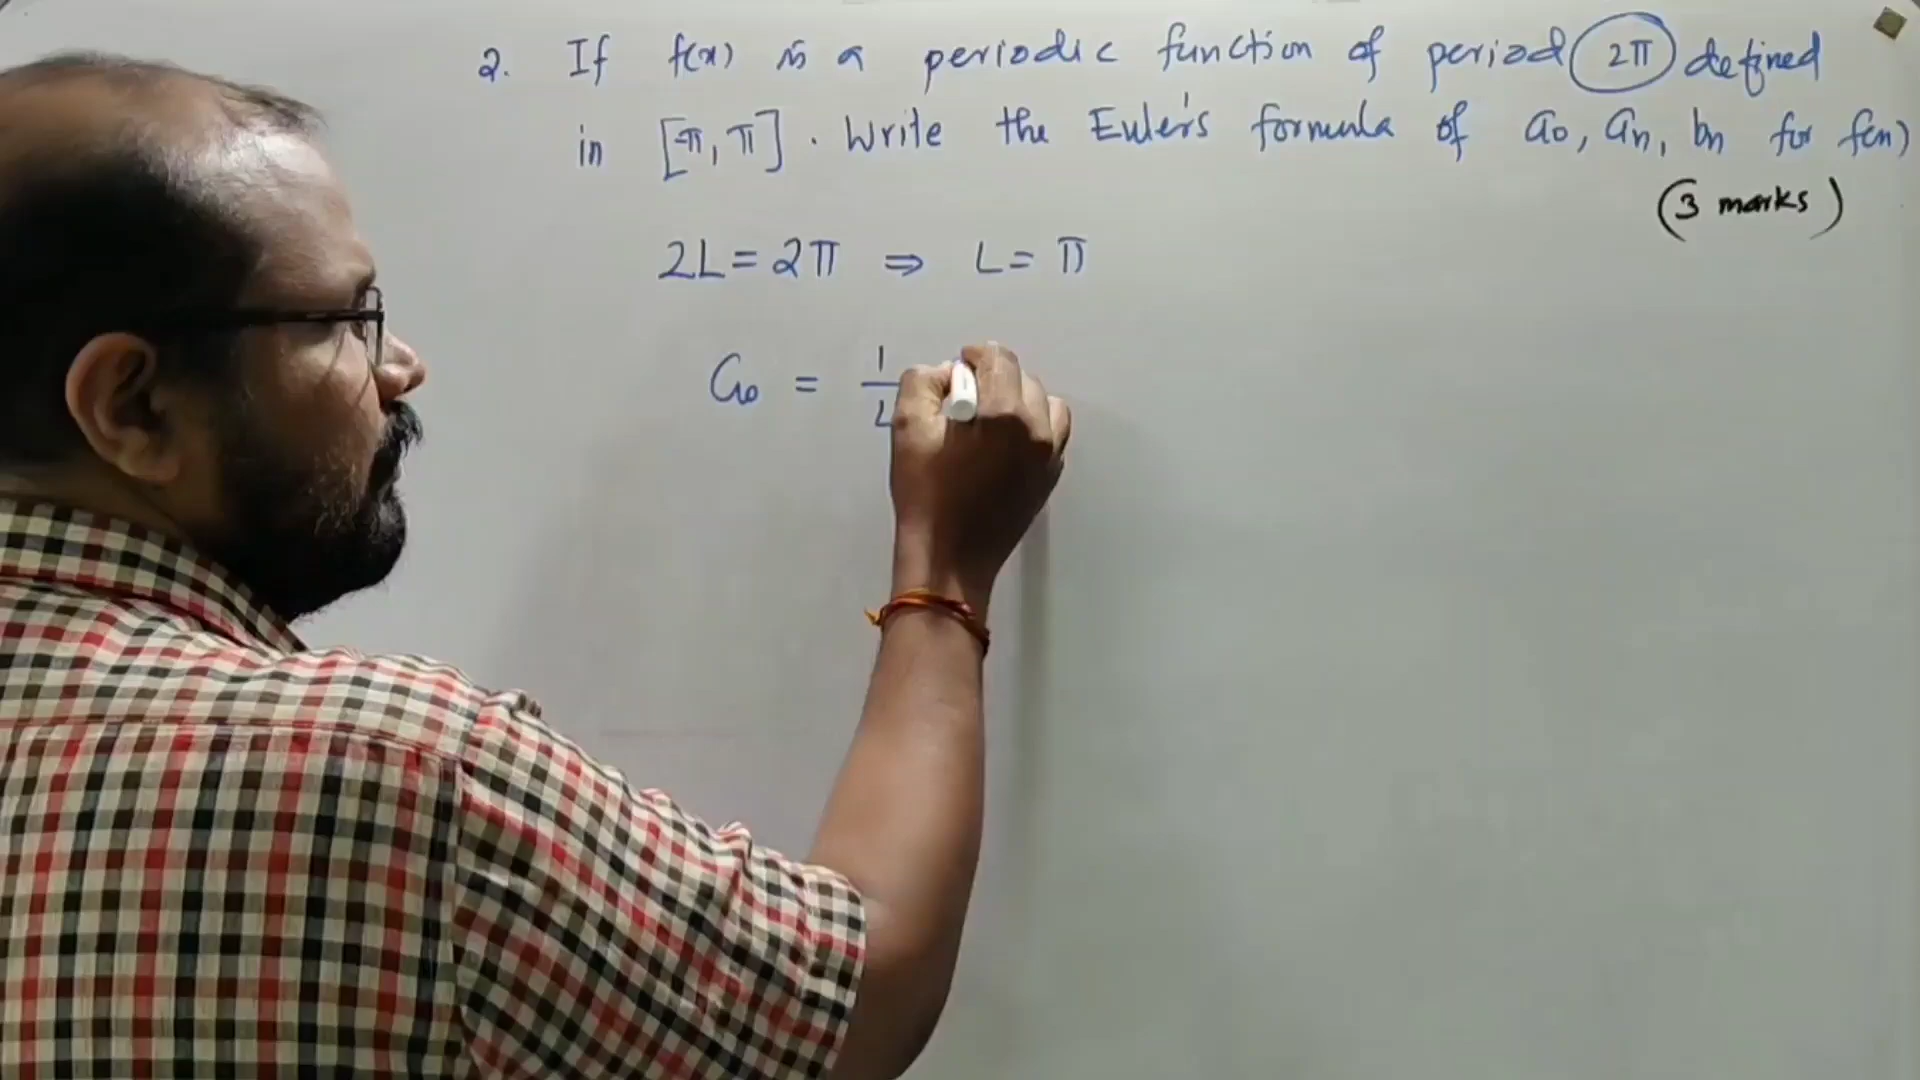 2. If f(x) is a periodic function of period 2π defined
in [-π, π]. Write the Euler's formula of a0, an, bn for f(x)
(3 marks)
2L = 2π ⇒ L = π
a0 = 1/L